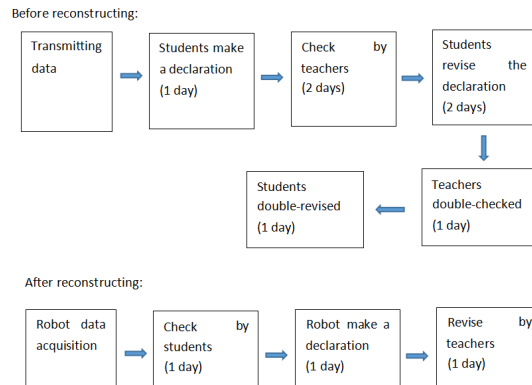 Before reconstructing:
Transmitting
data
Students make
a declaration
(1 day)
Check by
teachers
(2 days)
Students
revise the
declaration
(2 days)
Teachers
double-checked
(1 day)
Students
double-revised
(1 day)
After reconstructing:
Robot data
acquisition
Check by
students
(1 day)
Robot make a
declaration
(1 day)
Revise by
teachers
(1 day)